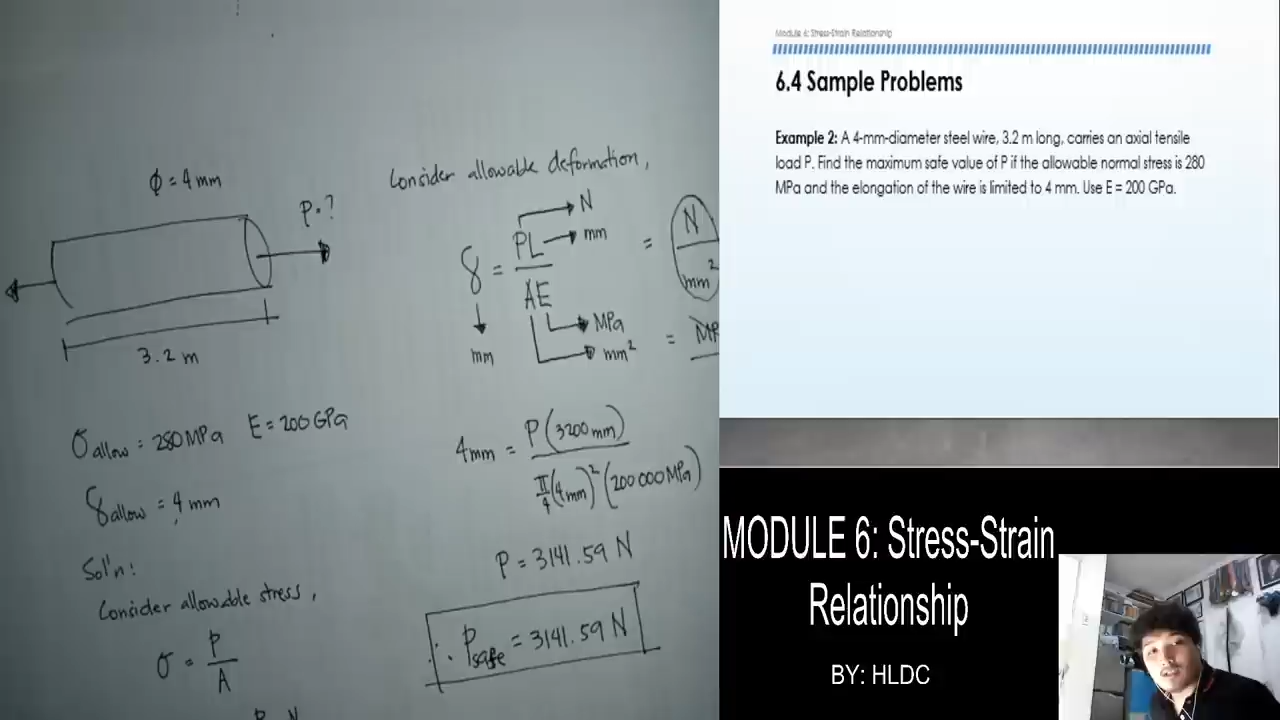 φ = 4 mm
P = ?
3.2 m
σallow = 280 MPa E = 200 GPa
δallow = 4 mm
Sol'n:
Consider allowable stress,
σ = P/A
P N
Consider allowable deformation,
δ = PL/AE = N/mm²
N
mm
MPa
mm²
mm
= MP
4mm = P(3200mm) / π/4 (4mm)² (200 000 MPa)
P = 3141.59 N
∴ Psafe = 3141.59 N
Module 6: Stress-Strain Relationship
6.4 Sample Problems
Example 2: A 4-mm-diameter steel wire, 3.2 m long, carries an axial tensile
load P. Find the maximum safe value of P if the allowable normal stress is 280
MPa and the elongation of the wire is limited to 4 mm. Use E = 200 GPa.
MODULE 6: Stress-Strain
Relationship
BY: HLDC